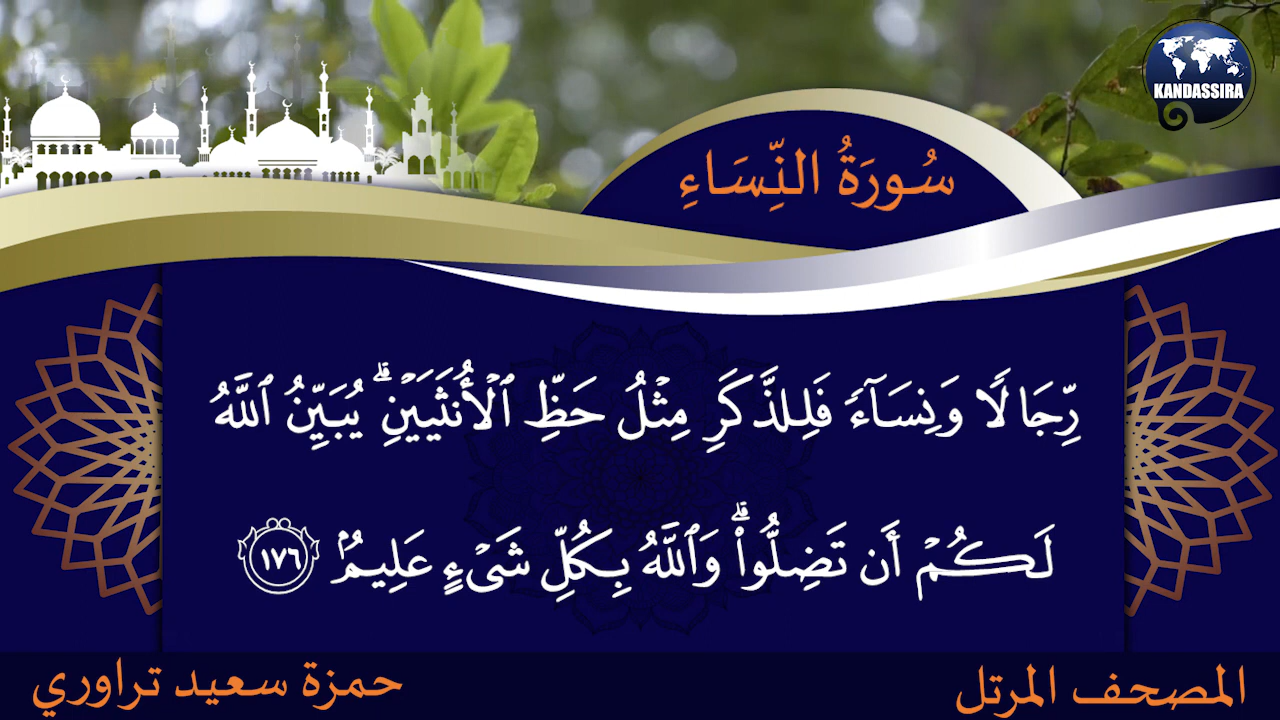 KANDASSIRA
سُورَةُ النِّسَاءِ
رِّجَالًا وَنِسَآءً فَلِلذَّكَرِ مِثْلُ حَظِّ ٱلْأُنثَيَيْنِ ۗ يُبَيِّنُ ٱللَّهُ
لَكُمْ أَن تَضِلُّوا۟ ۗ وَٱللَّهُ بِكُلِّ شَىْءٍ عَلِيمٌۢ ١٧٦
المصحف المرتل
حمزة سعيد تراوري